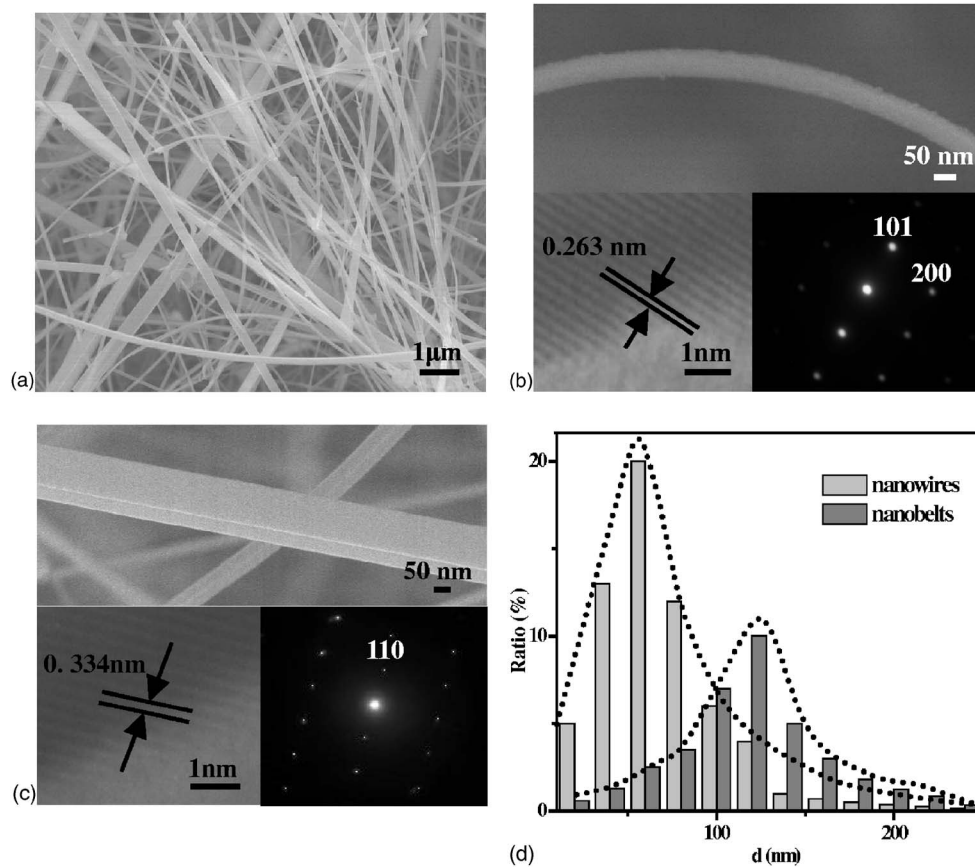 1μm
(a)
50 nm
0.263 nm
1nm
101
200
(b)
50 nm
0. 334nm
1nm
110
(c)
nanowires
nanobelts
Ratio (%)
20
10
0
100
200
d (nm)
(d)